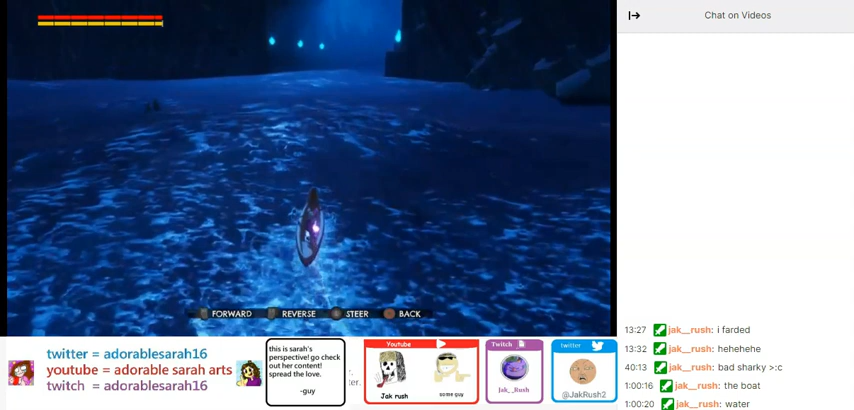 Chat on Videos
FORWARD REVERSE STEER BACK
13:27 jak__rush: i farded
13:32 jak__rush: hehehehe
40:13 jak__rush: bad sharky >:c
1:00:16 jak__rush: the boat
1:00:20 jak__rush: water
twitter = adorablesarah16
youtube = adorable sarah arts
twitch = adorablesarah16
this is sarah's
perspective! go check
out her content!
spread the love.
-guy
Youtube
Jak rush
some guy
Twitch
Jak_Rush
twitter
@JakRush2